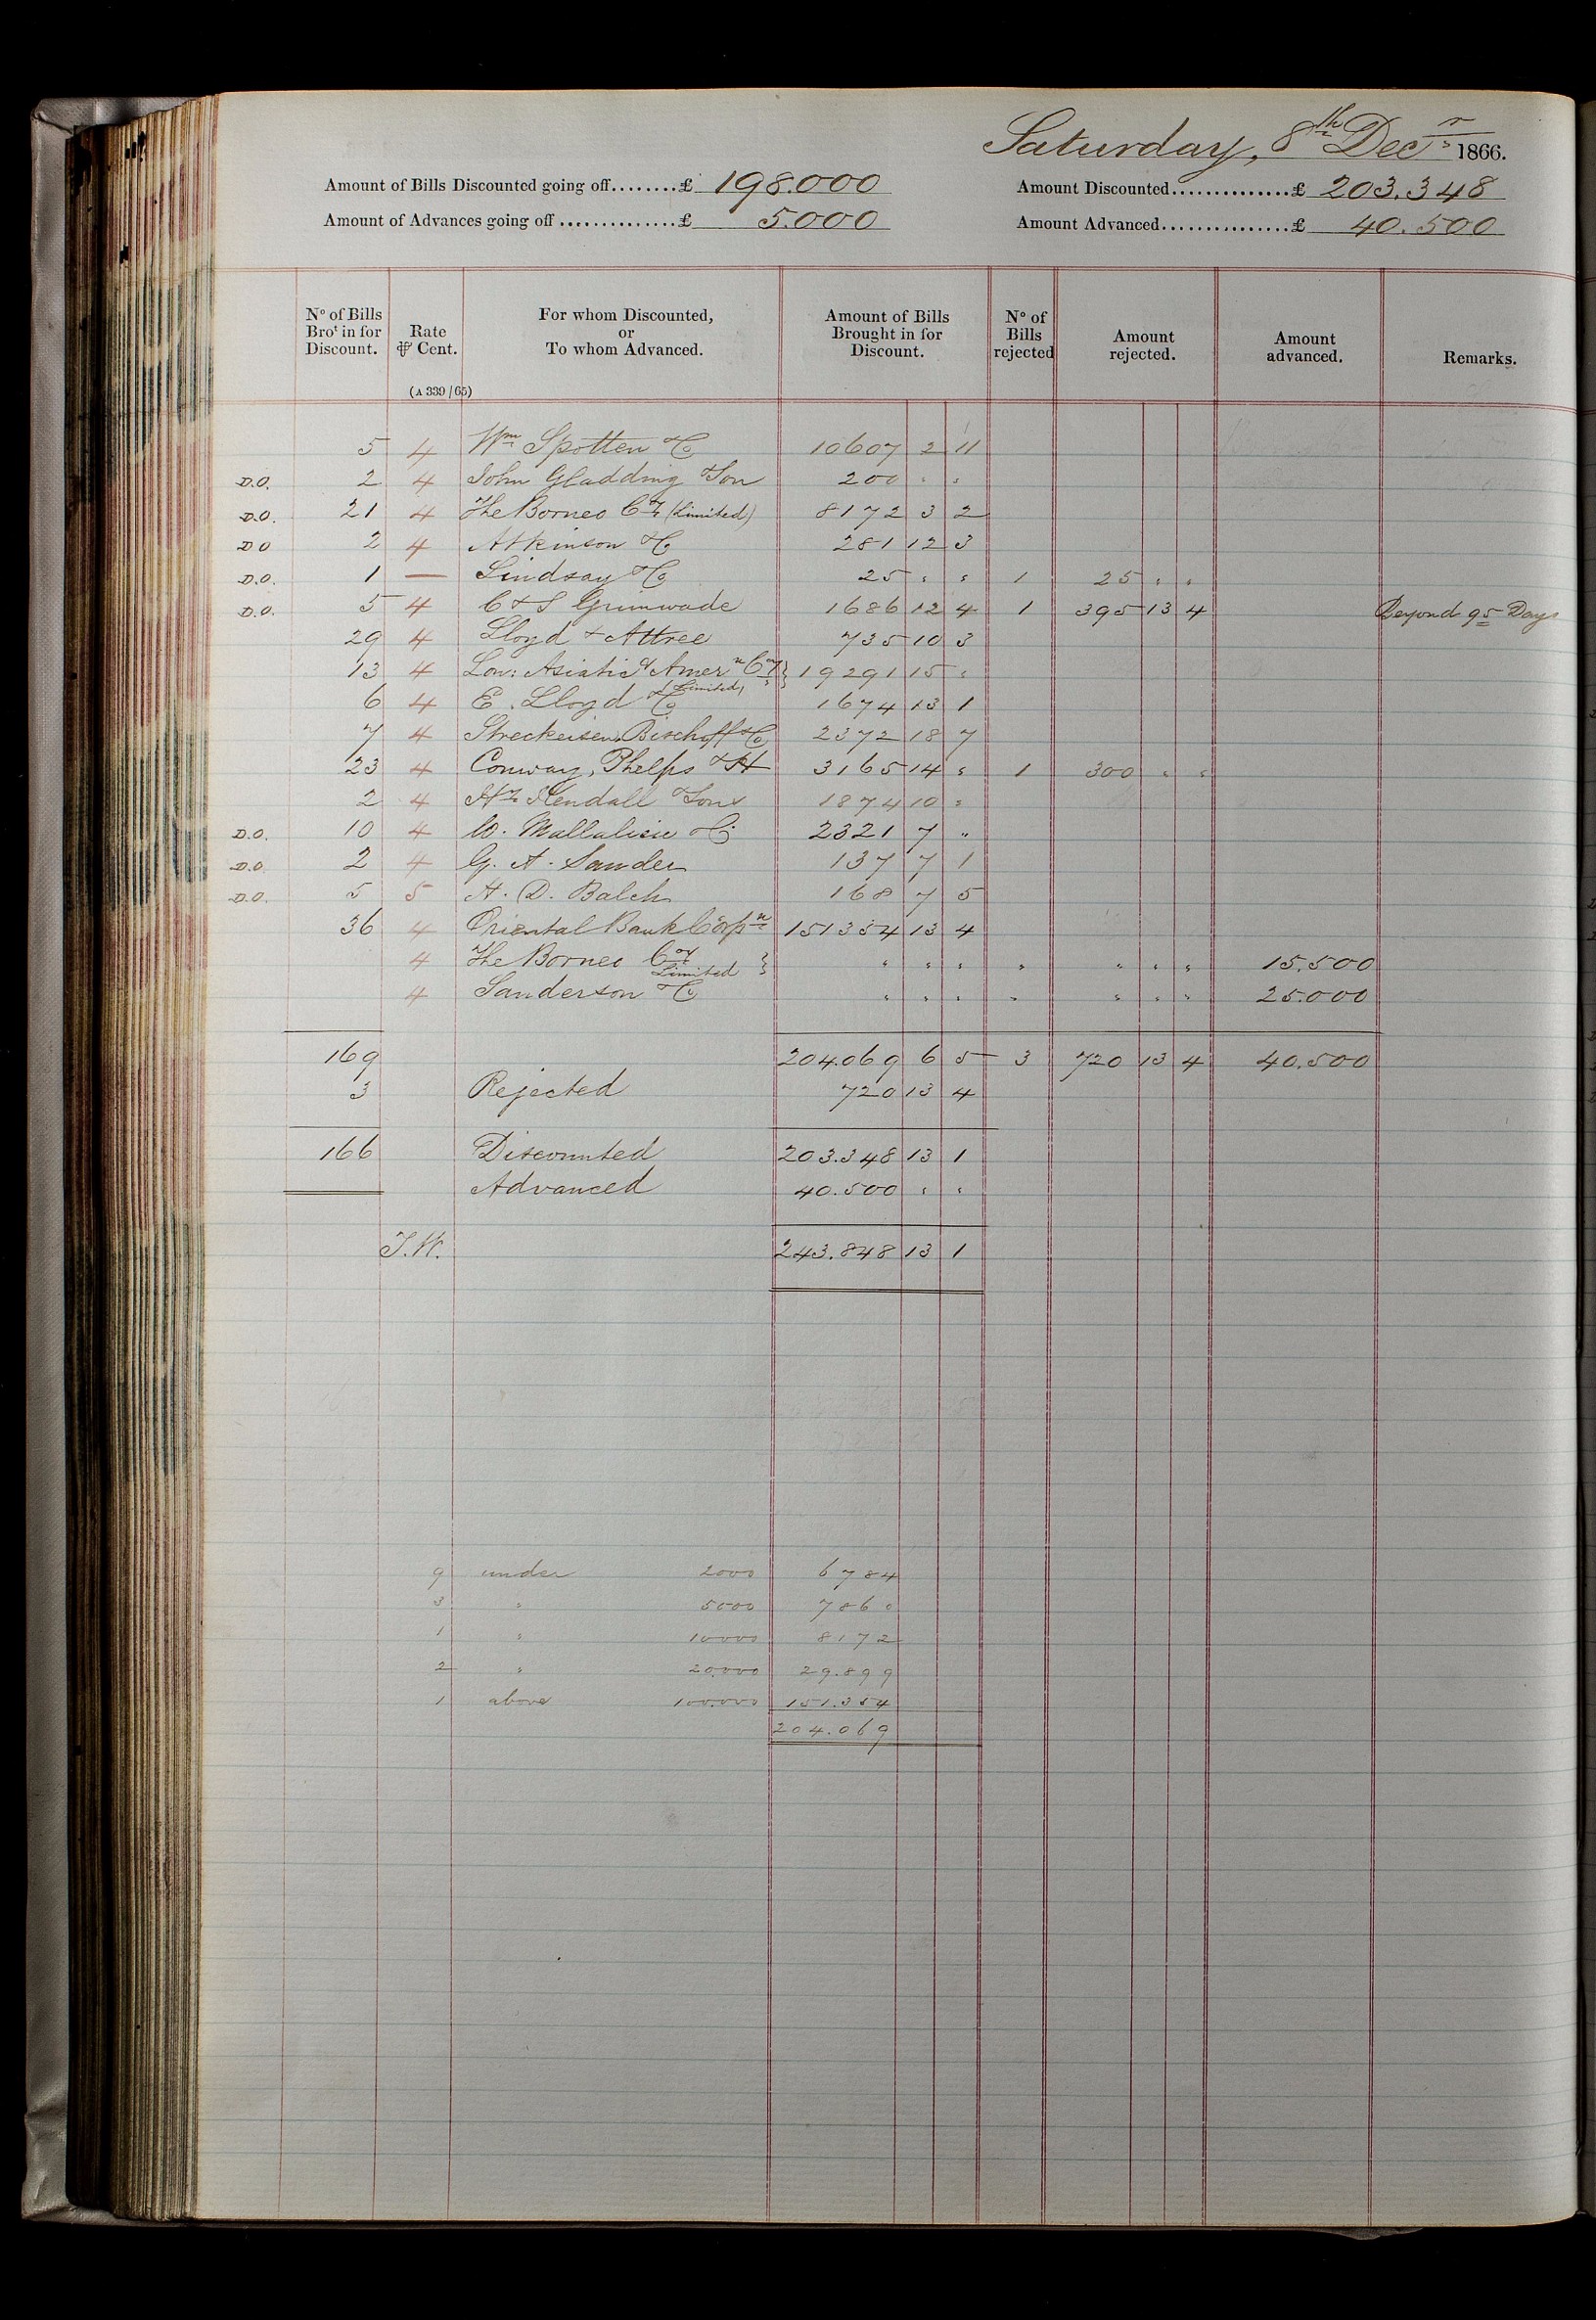 Saturday, 8th Decr 1866.
Amount of Bills Discounted going off........£ 198.000 Amount Discounted...............£ 203.348
Amount of Advances going off ..............£ 5.000 Amount Advanced................£ 40.500
No of Bills Brot in for Discount. Rate ⅌ Cent. For whom Discounted, or To whom Advanced. Amount of Bills Brought in for Discount. No of Bills rejected Amount rejected. Amount advanced. Remarks.
(A 339/65)
5 4 Wm Spotten & Co 10607 2 11
D.O. 2 4 John Gladding & Son 200 " "
D.O. 21 4 The Borneo Co (Limited) 8172 3 2
D O 2 4 Atkinson & Co 281 12 3
D.O. 1 — Lindsay & Co 25 " " 1 25 " "
D.O. 5 4 C & S Grimwade 1686 12 4 1 395 13 4 Beyond 95 Days
29 4 Lloyd & Attree 735 10 3
13 4 Lon: Asiatic & Amern Coy } 19291 15 "
(Limited)
6 4 E. Lloyd & Co 1674 13 1
7 4 Streckeisen Bischoff & Co 2372 18 7
23 4 Conway, Phelps & H 3165 14 " 1 300 " "
2 4 Hy Kendall & Sons 1874 10 "
D.O. 10 4 W. Mallalieu & Co 2321 7 "
D.O 2 4 G. A. Sander 137 7 1
D.O. 5 5 H. D. Balch 168 7 5
36 4 Oriental Bank Corpn 151354 13 4
4 The Borneo Coy Limited } " " " " " " " 15.500
4 Sanderson & Co " " " " " " " 25.000
169 204.069 6 5 3 720 13 4 40.500
3 Rejected 720 13 4
166 Discounted 203.348 13 1
Advanced 40.500 " "
J.W. 243.848 13 1
9 under 2000 6784
3 " 5000 7860
1 " 10000 8172
2 " 20.000 29.899
1 above 100.000 151.354
204.069